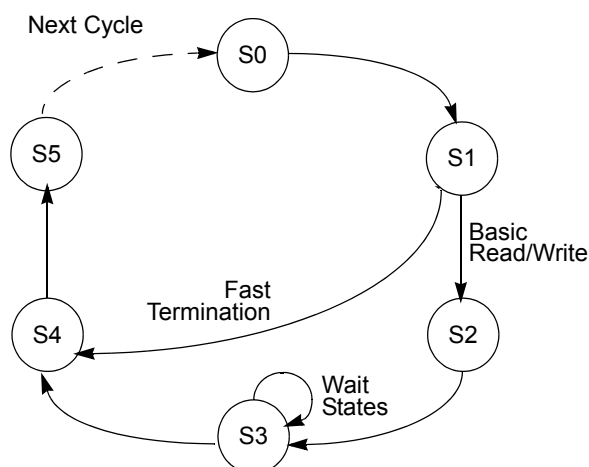 Next Cycle
S0
S1
S5
Basic
Read/Write
Fast
Termination
S4
S2
Wait
States
S3